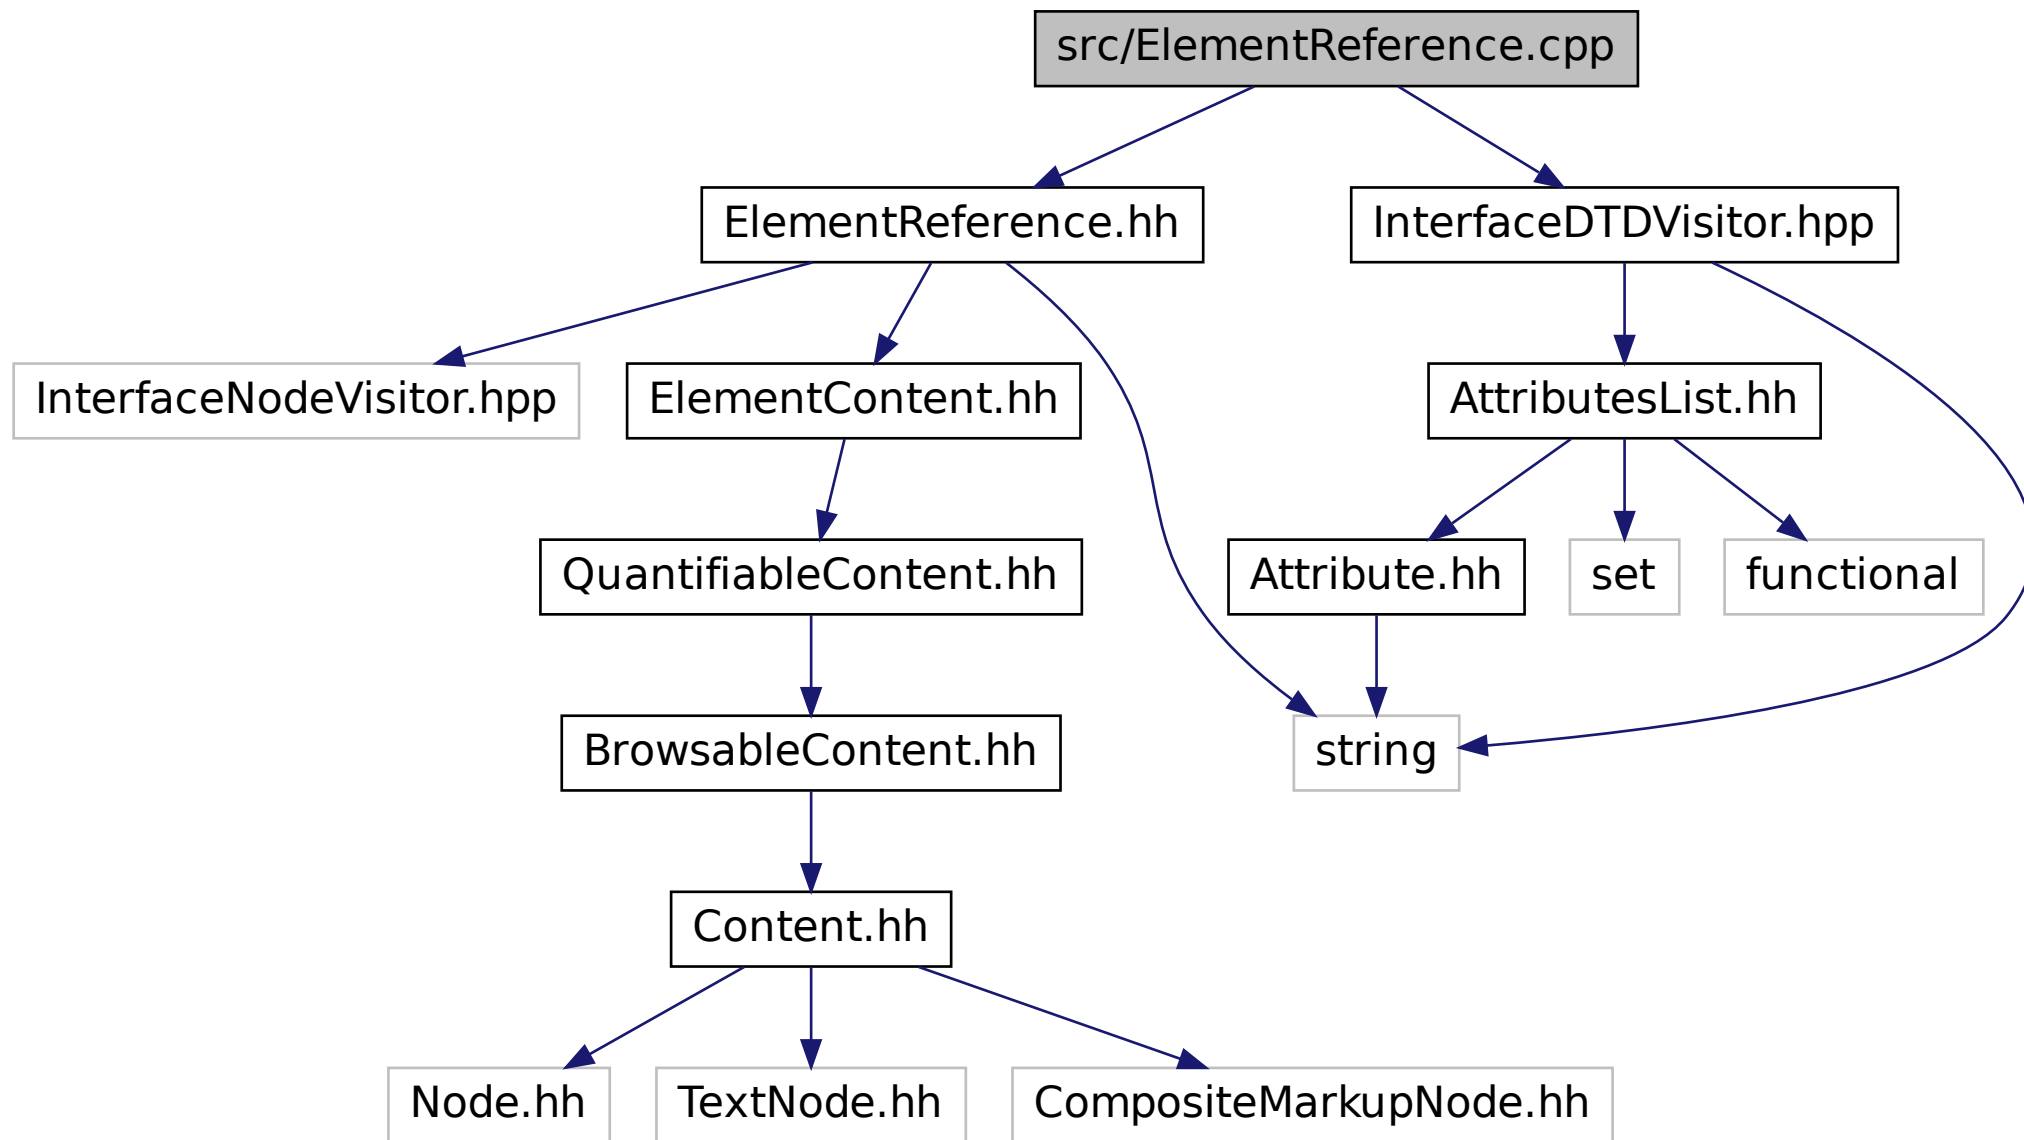 src/ElementReference.cpp
ElementReference.hh
InterfaceDTDVisitor.hpp
InterfaceNodeVisitor.hpp
ElementContent.hh
AttributesList.hh
QuantifiableContent.hh
Attribute.hh
set
functional
BrowsableContent.hh
string
Content.hh
Node.hh
TextNode.hh
CompositeMarkupNode.hh